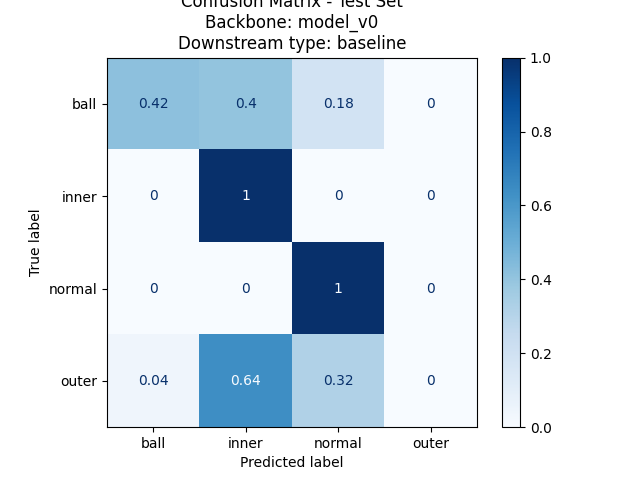 Confusion Matrix - Test Set
Backbone: model_v0
Downstream type: baseline
ball 0.42 0.4 0.18 0
inner 0 1 0 0
normal 0 0 1 0
outer 0.04 0.64 0.32 0
ball inner normal outer
Predicted label
True label
1.0
0.8
0.6
0.4
0.2
0.0